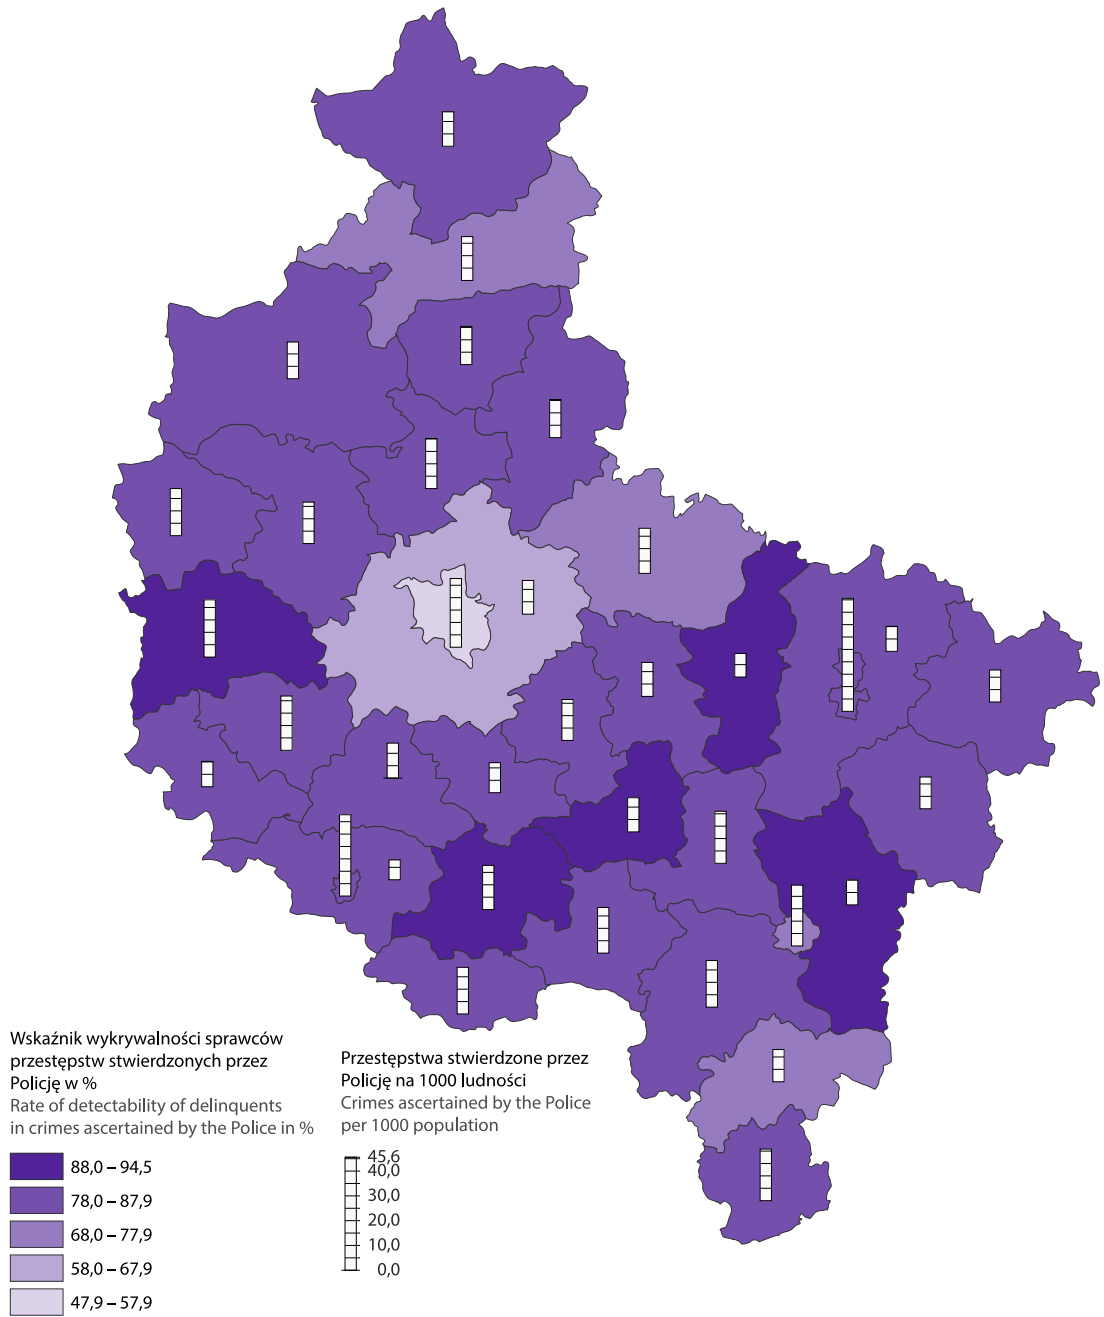 Wskaźnik wykrywalności sprawców
przestępstw stwierdzonych przez
Policję w %
Rate of detectability of delinquents
in crimes ascertained by the Police in %
88,0 – 94,5
78,0 – 87,9
68,0 – 77,9
58,0 – 67,9
47,9 – 57,9
Przestępstwa stwierdzone przez
Policję na 1000 ludności
Crimes ascertained by the Police
per 1000 population
45,6
40,0
30,0
20,0
10,0
0,0